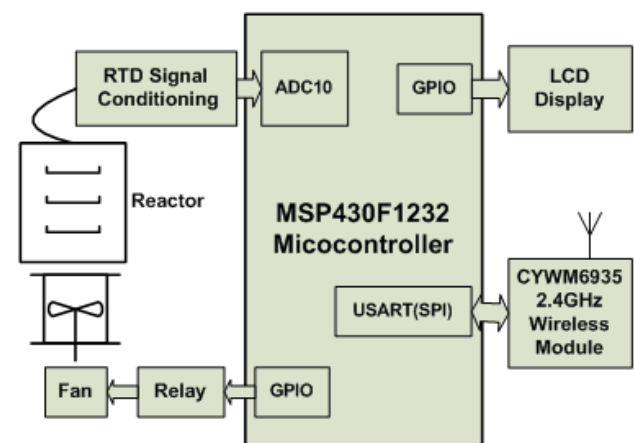 RTD Signal
Conditioning
ADC10
GPIO
LCD
Display
Reactor
MSP430F1232
Micocontroller
USART(SPI)
CYWM6935
2.4GHz
Wireless
Module
Fan
Relay
GPIO